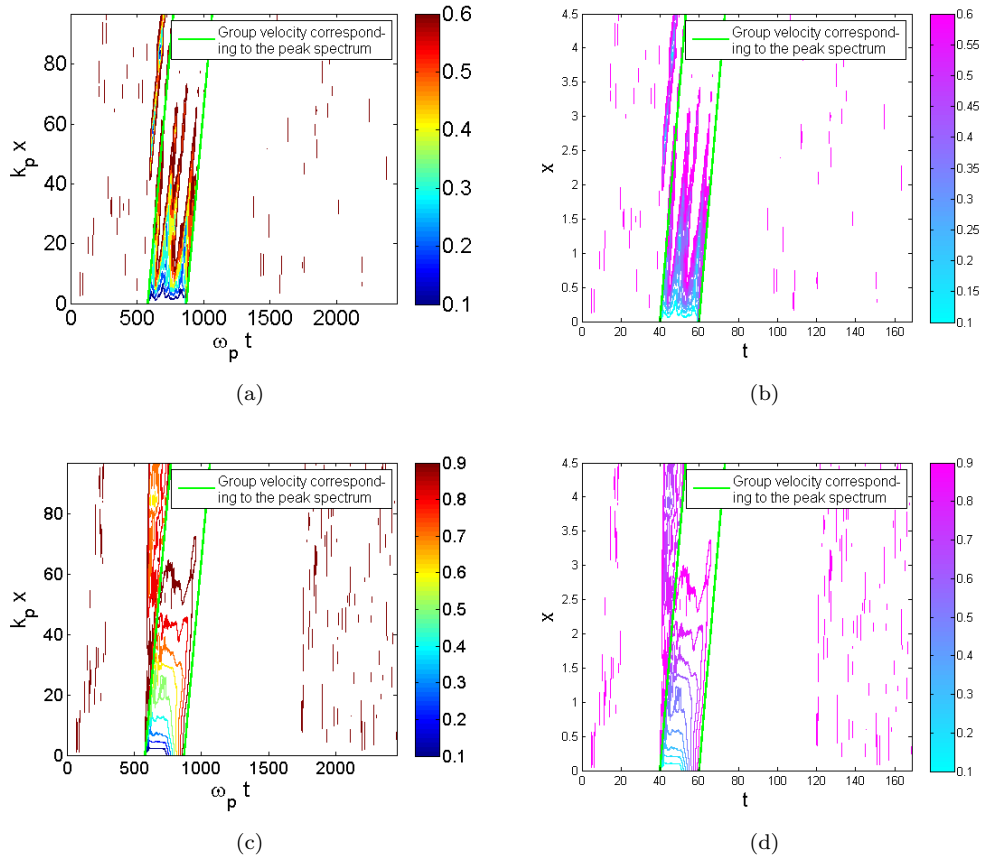 0.6
80
60
40
20
0
k_p x
0 500 1000 1500 2000
ω_p t
Group velocity correspond-
ing to the peak spectrum
0.6
0.5
0.4
0.3
0.2
0.1
(a)
4.5
4
3.5
3
2.5
2
1.5
1
0.5
0
x
0 20 40 60 80 100 120 140 160
t
Group velocity correspond-
ing to the peak spectrum
0.6
0.55
0.5
0.45
0.4
0.35
0.3
0.25
0.2
0.15
0.1
(b)
80
60
40
20
0
k_p x
0 500 1000 1500 2000
ω_p t
Group velocity correspond-
ing to the peak spectrum
0.9
0.8
0.7
0.6
0.5
0.4
0.3
0.2
0.1
(c)
4.5
4
3.5
3
2.5
2
1.5
1
0.5
0
x
0 20 40 60 80 100 120 140 160
t
Group velocity correspond-
ing to the peak spectrum
0.9
0.8
0.7
0.6
0.5
0.4
0.3
0.2
0.1
(d)